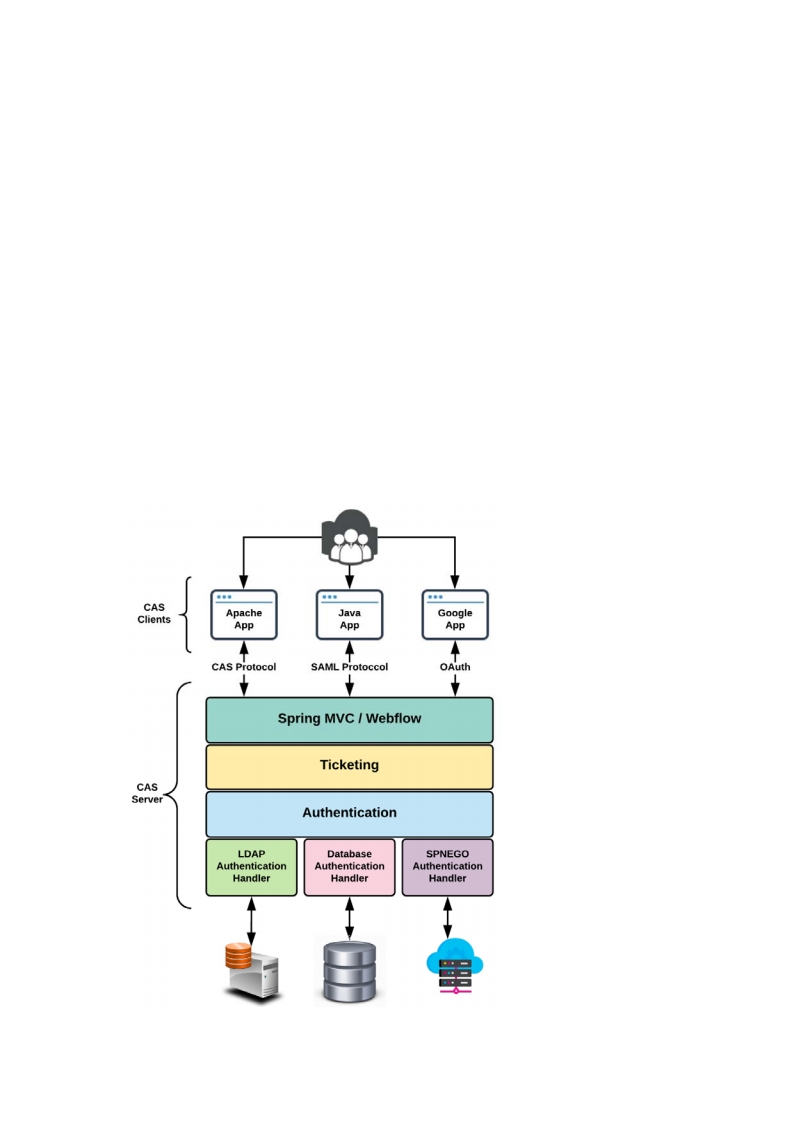 CAS
Clients
Apache
App
Java
App
Google
App
CAS Protocol
SAML Protoccol
OAuth
CAS
Server
Spring MVC / Webflow
Ticketing
Authentication
LDAP
Authentication
Handler
Database
Authentication
Handler
SPNEGO
Authentication
Handler